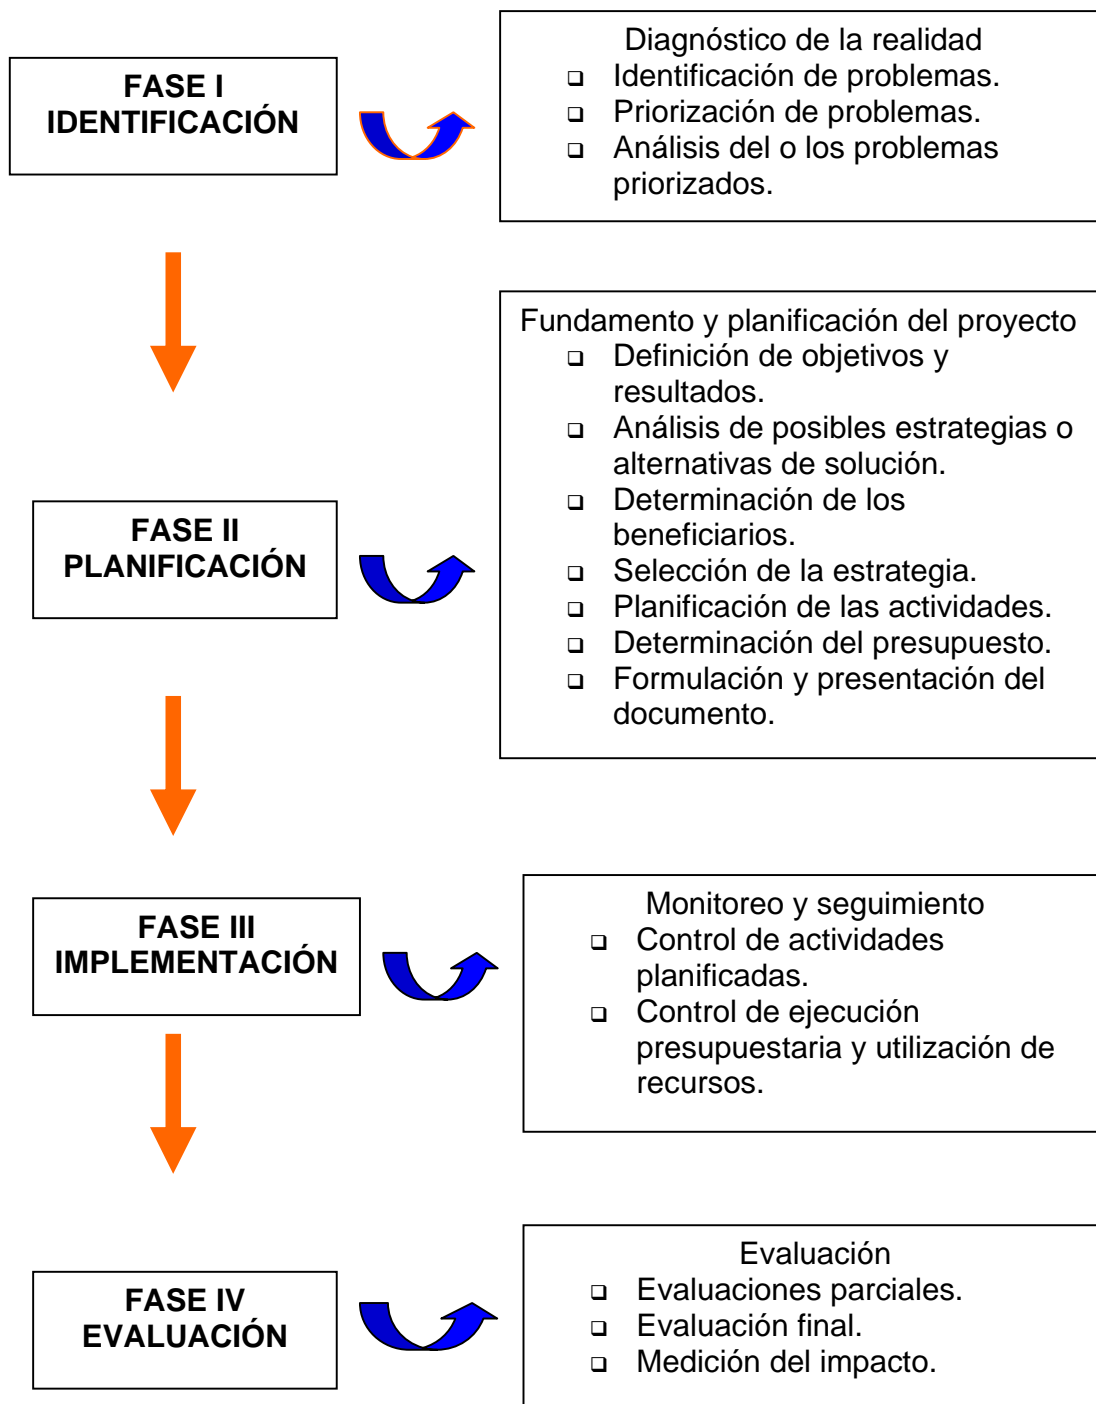 FASE I
IDENTIFICACIÓN
Diagnóstico de la realidad
❑ Identificación de problemas.
❑ Priorización de problemas.
❑ Análisis del o los problemas
priorizados.
FASE II
PLANIFICACIÓN
Fundamento y planificación del proyecto
❑ Definición de objetivos y
resultados.
❑ Análisis de posibles estrategias o
alternativas de solución.
❑ Determinación de los
beneficiarios.
❑ Selección de la estrategia.
❑ Planificación de las actividades.
❑ Determinación del presupuesto.
❑ Formulación y presentación del
documento.
FASE III
IMPLEMENTACIÓN
Monitoreo y seguimiento
❑ Control de actividades
planificadas.
❑ Control de ejecución
presupuestaria y utilización de
recursos.
FASE IV
EVALUACIÓN
Evaluación
❑ Evaluaciones parciales.
❑ Evaluación final.
❑ Medición del impacto.